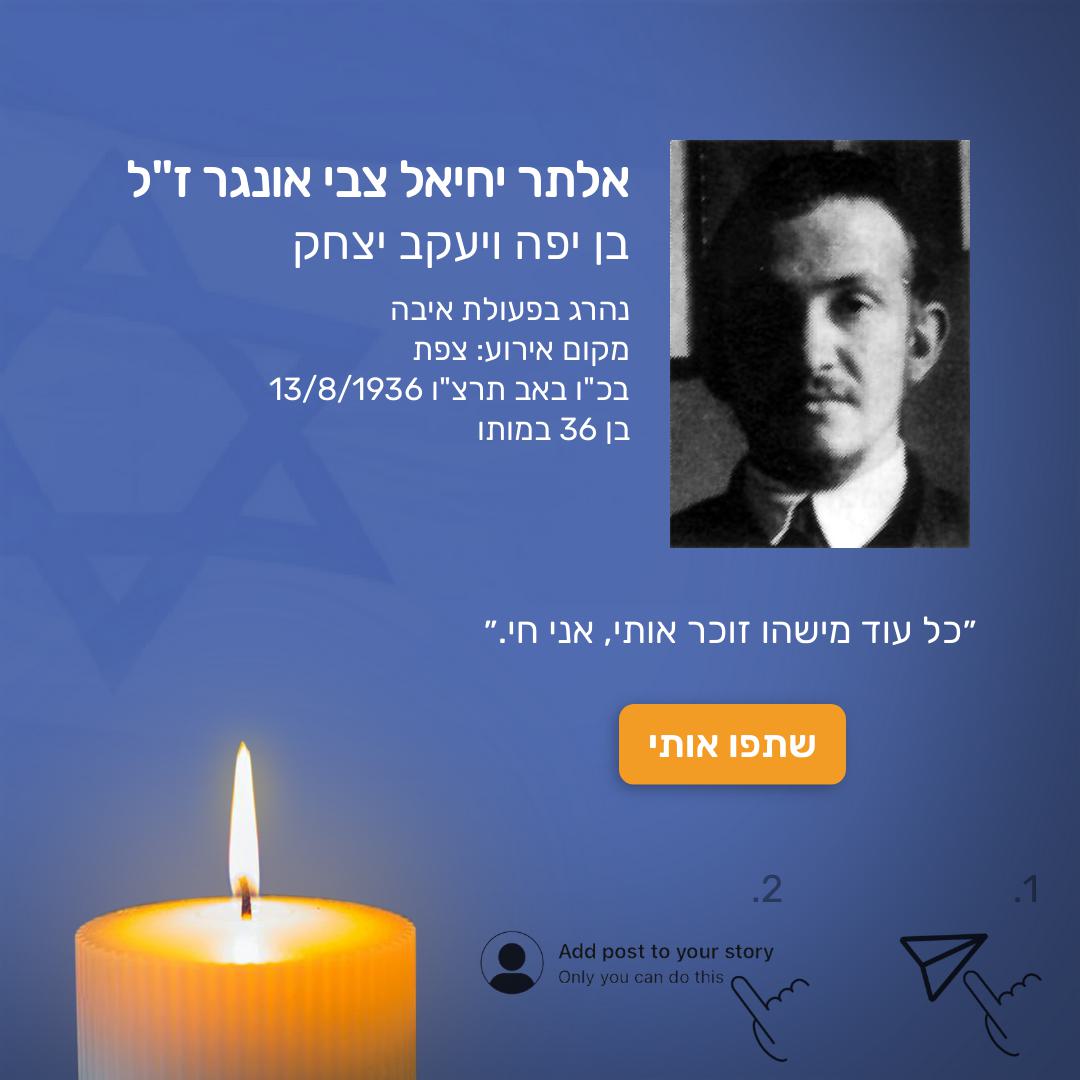 אלתר יחיאל צבי אונגר ז"ל
בן יפה ויעקב יצחק
נהרג בפעולת איבה
מקום אירוע: צפת
בכ"ו באב תרצ"ו 13/8/1936
בן 36 במותו
״כל עוד מישהו זוכר אותי, אני חי.״
שתפו אותי
1.
2.
Add post to your story
Only you can do this